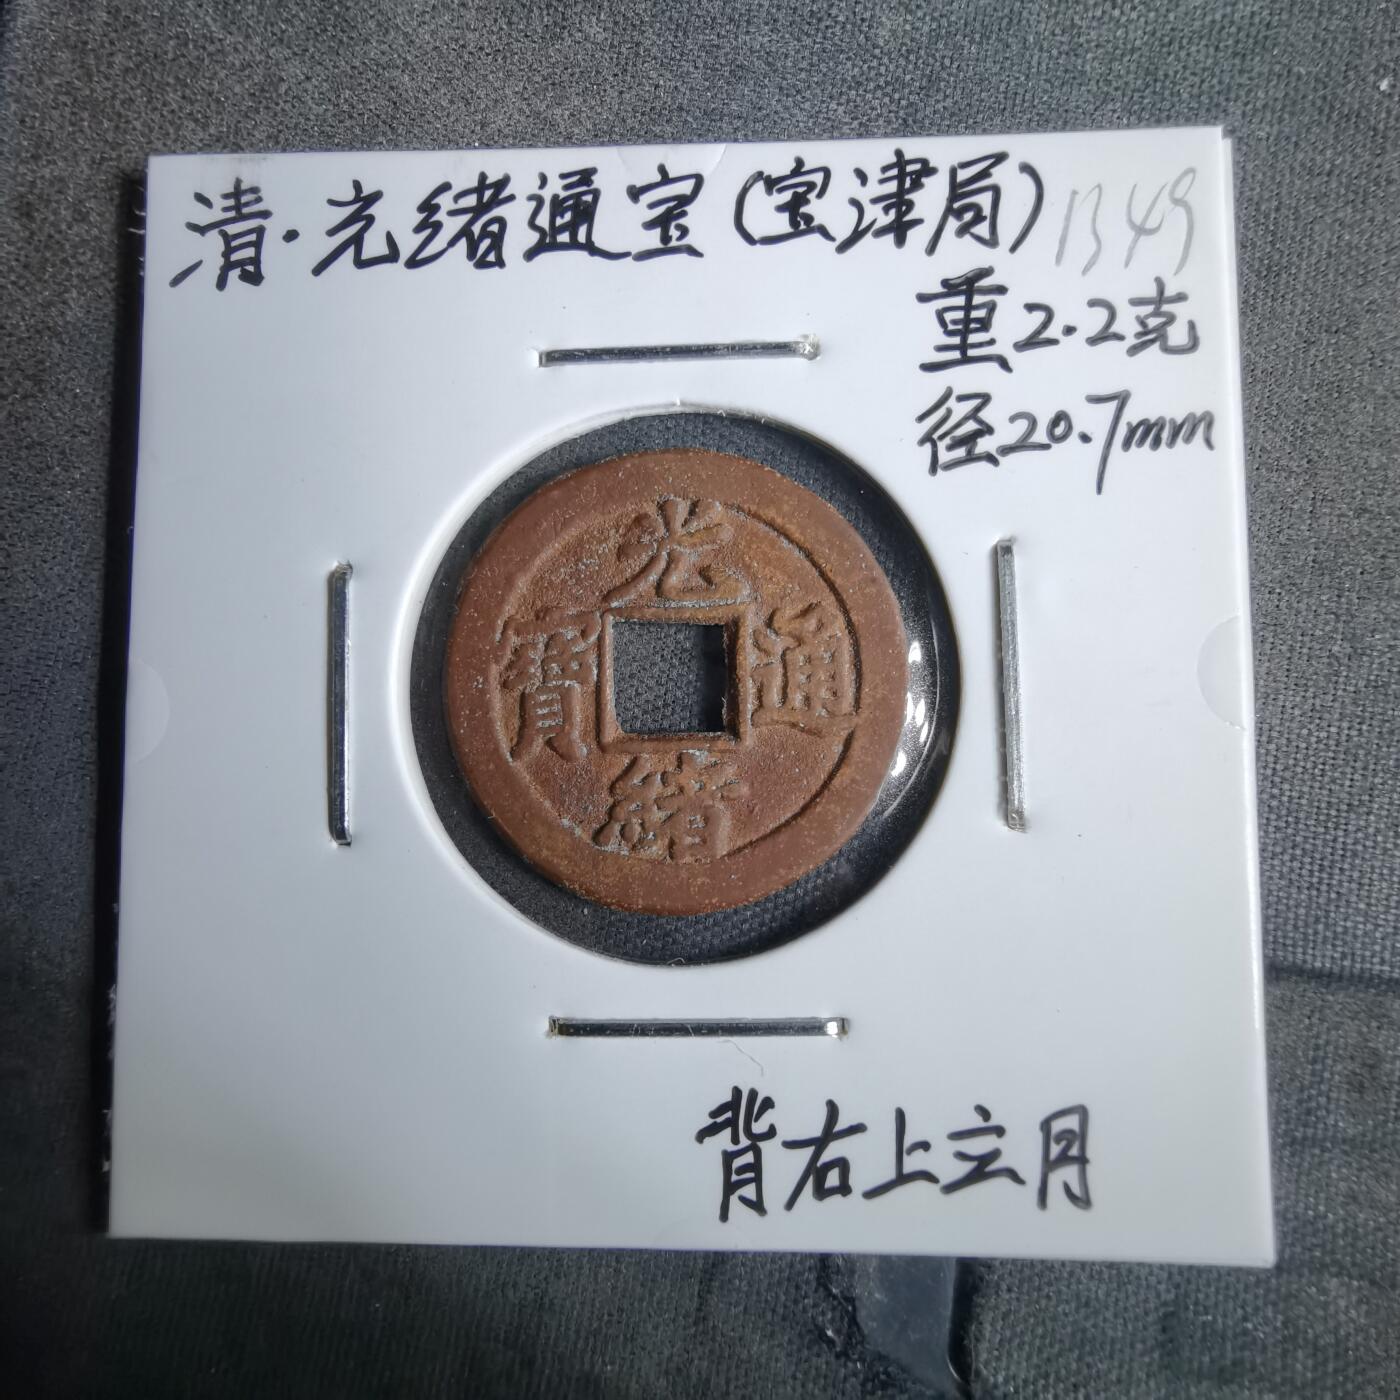 清·光绪通宝(宝津局)
1349
重2.2克
径20.7mm
光緒通寶
背右上立月